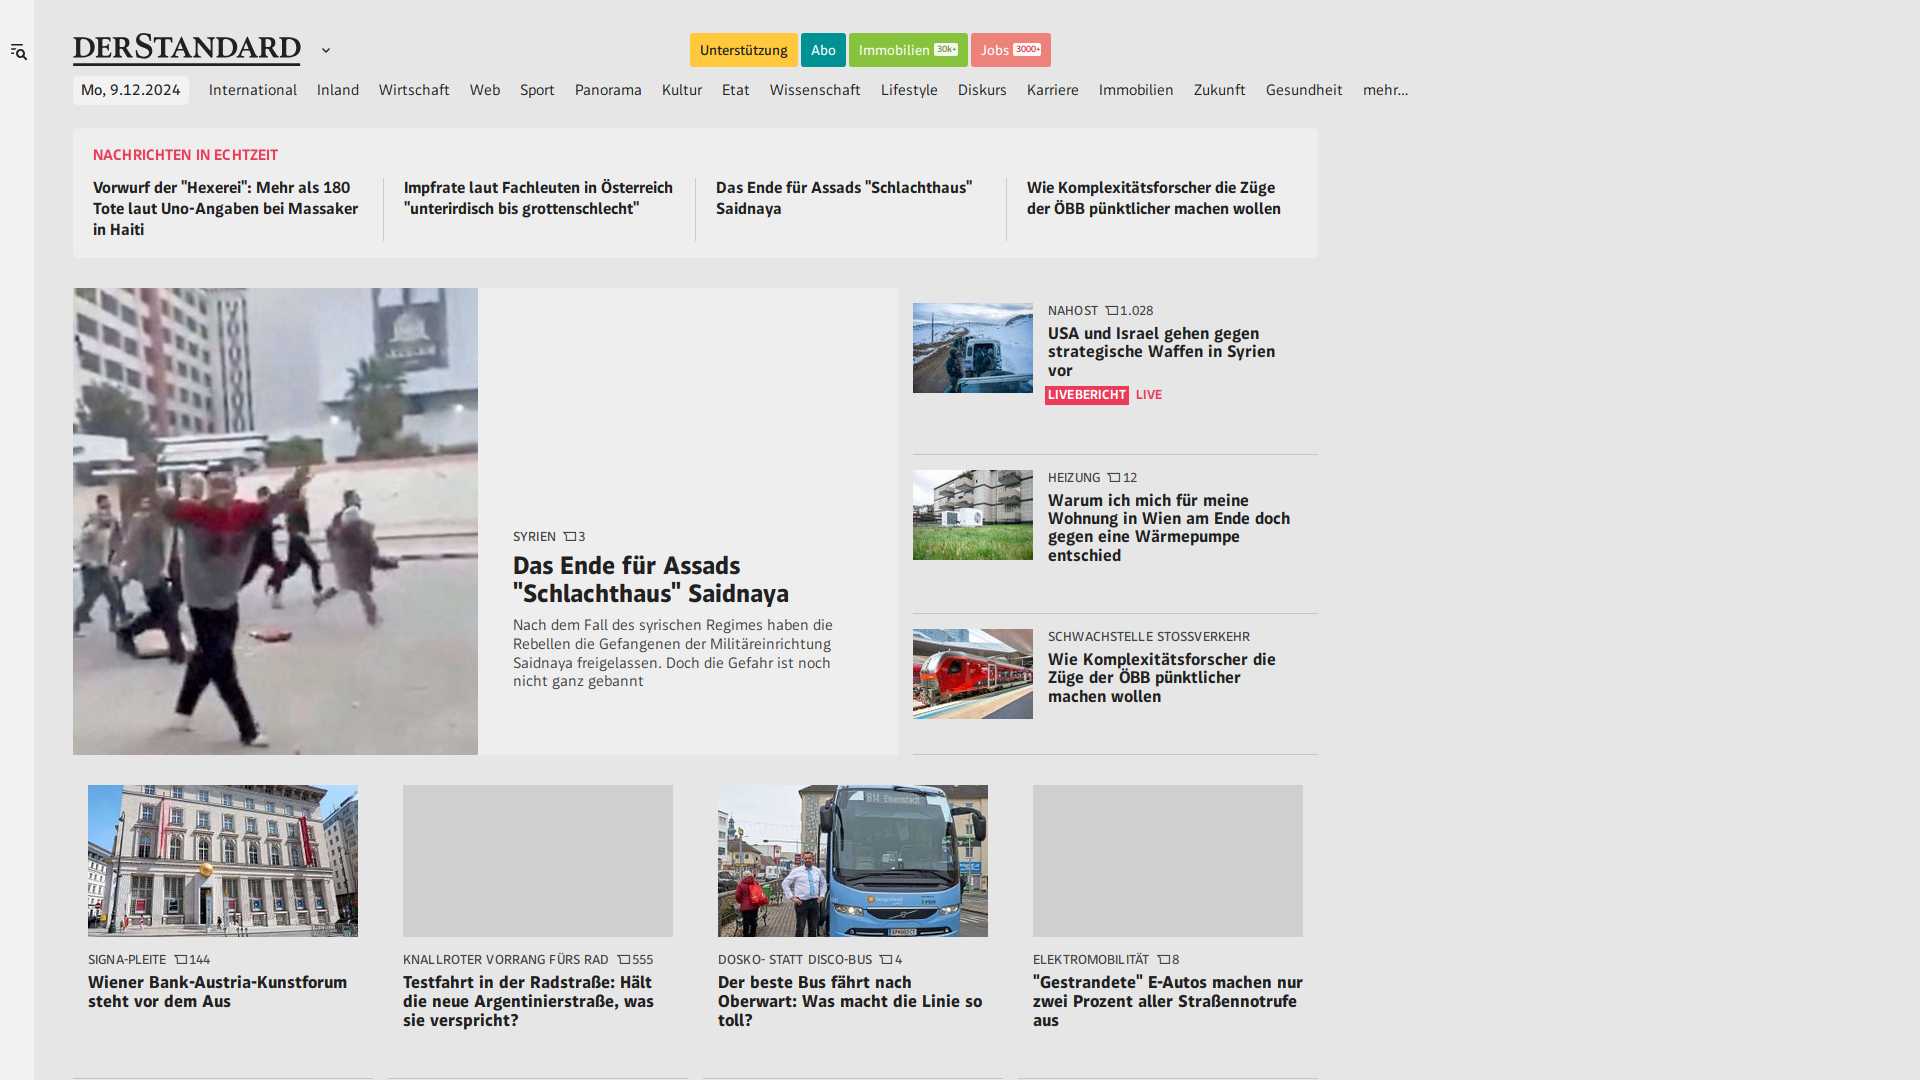 DERSTANDARD
Unterstützung
Abo
Immobilien 30k+
Jobs 3000+
Mo, 9.12.2024
International
Inland
Wirtschaft
Web
Sport
Panorama
Kultur
Etat
Wissenschaft
Lifestyle
Diskurs
Karriere
Immobilien
Zukunft
Gesundheit
mehr...
NACHRICHTEN IN ECHTZEIT
Vorwurf der "Hexerei": Mehr als 180
Tote laut Uno-Angaben bei Massaker
in Haiti
Impfrate laut Fachleuten in Österreich
"unterirdisch bis grottenschlecht"
Das Ende für Assads "Schlachthaus"
Saidnaya
Wie Komplexitätsforscher die Züge
der ÖBB pünktlicher machen wollen
SYRIEN 3
Das Ende für Assads
"Schlachthaus" Saidnaya
Nach dem Fall des syrischen Regimes haben die
Rebellen die Gefangenen der Militäreinrichtung
Saidnaya freigelassen. Doch die Gefahr ist noch
nicht ganz gebannt
NAHOST 1.028
USA und Israel gehen gegen
strategische Waffen in Syrien
vor
LIVEBERICHT LIVE
HEIZUNG 12
Warum ich mich für meine
Wohnung in Wien am Ende doch
gegen eine Wärmepumpe
entschied
SCHWACHSTELLE STOSSVERKEHR
Wie Komplexitätsforscher die
Züge der ÖBB pünktlicher
machen wollen
SIGNA-PLEITE 144
Wiener Bank-Austria-Kunstforum
steht vor dem Aus
KNALLROTER VORRANG FÜRS RAD 555
Testfahrt in der Radstraße: Hält
die neue Argentinierstraße, was
sie verspricht?
B14 Eisenstadt
DOSKO- STATT DISCO-BUS 4
Der beste Bus fährt nach
Oberwart: Was macht die Linie so
toll?
ELEKTROMOBILITÄT 8
"Gestrandete" E-Autos machen nur
zwei Prozent aller Straßennotrufe
aus